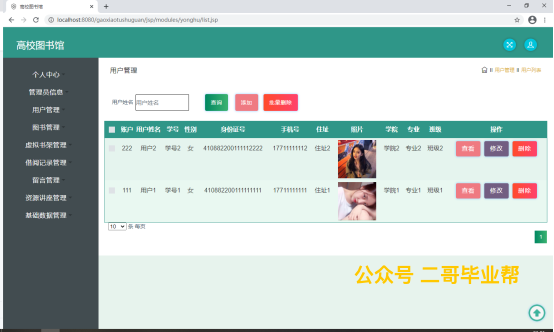 高校图书馆
localhost:8080/gaoxiaotushuguan/jsp/modules/yonghu/list.jsp
高校图书馆
个人中心
管理员信息
用户管理
图书管理
虚拟书架管理
借阅记录管理
留言管理
资源讲座管理
基础数据管理
用户管理
用户管理 用户列表
用户姓名 用户姓名 查询 添加 批量删除
账户 用户姓名 学号 性别 身份证号 手机号 住址 照片 学院 专业 班级 操作
222 用户2 学号2 女 410882200111112222 17711111112 住址2 学院2 专业2 班级2 查看 修改 删除
111 用户1 学号1 女 410882200111111111 17711111111 住址1 学院1 专业1 班级1 查看 修改 删除
10 条 每页
1
公众号 二哥毕业帮